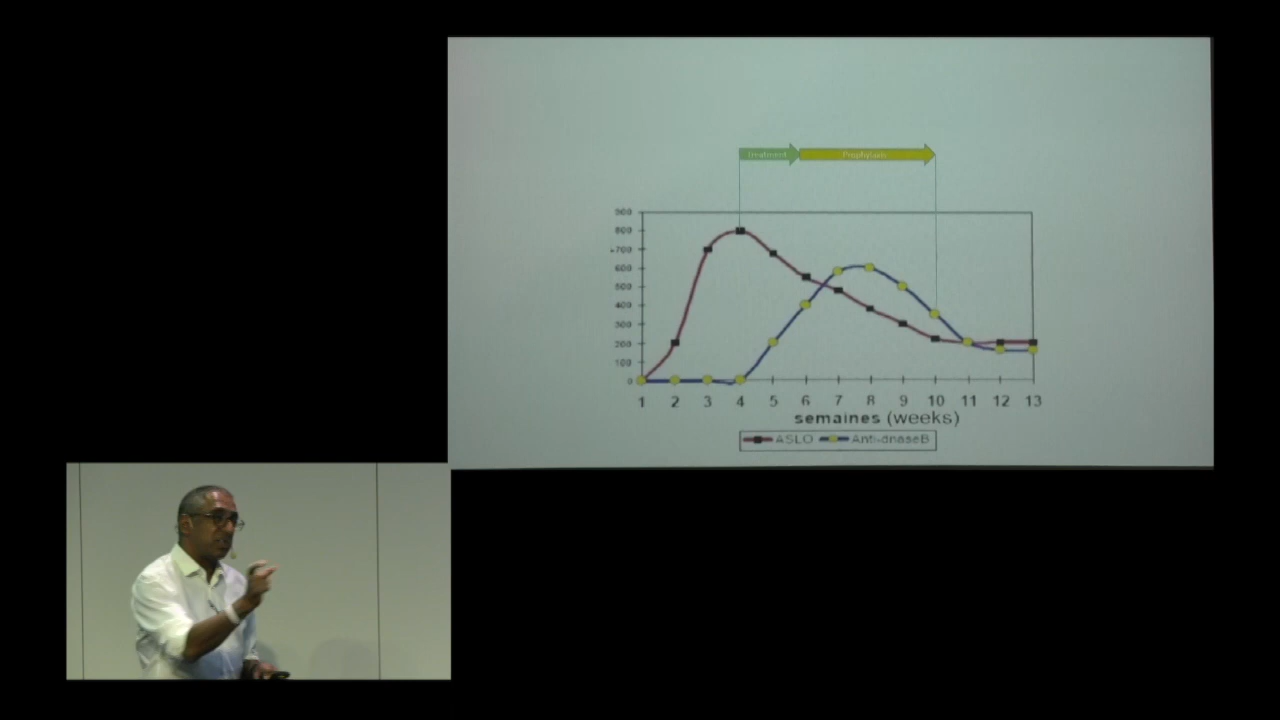 Treatment Prophylaxis
900
800
700
600
500
400
300
200
100
0
1 2 3 4 5 6 7 8 9 10 11 12 13
semaines (weeks)
ASLO Anti-dnaseB